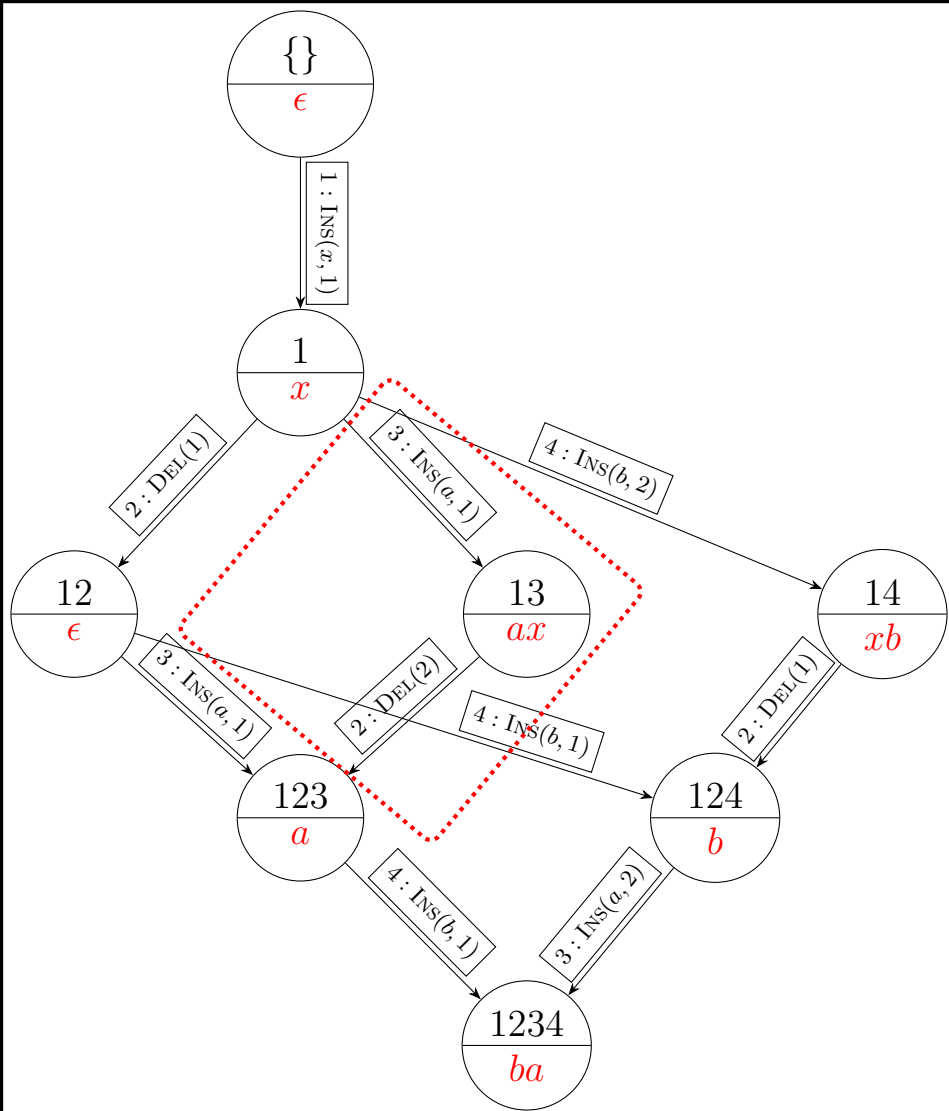 {}
ϵ
1 : INS(x, 1)
1
x
2 : DEL(1)
3 : INS(a, 1)
4 : INS(b, 2)
12
ϵ
13
ax
14
xb
3 : INS(a, 1)
2 : DEL(2)
4 : INS(b, 1)
2 : DEL(1)
123
a
124
b
4 : INS(b, 1)
3 : INS(a, 2)
1234
ba